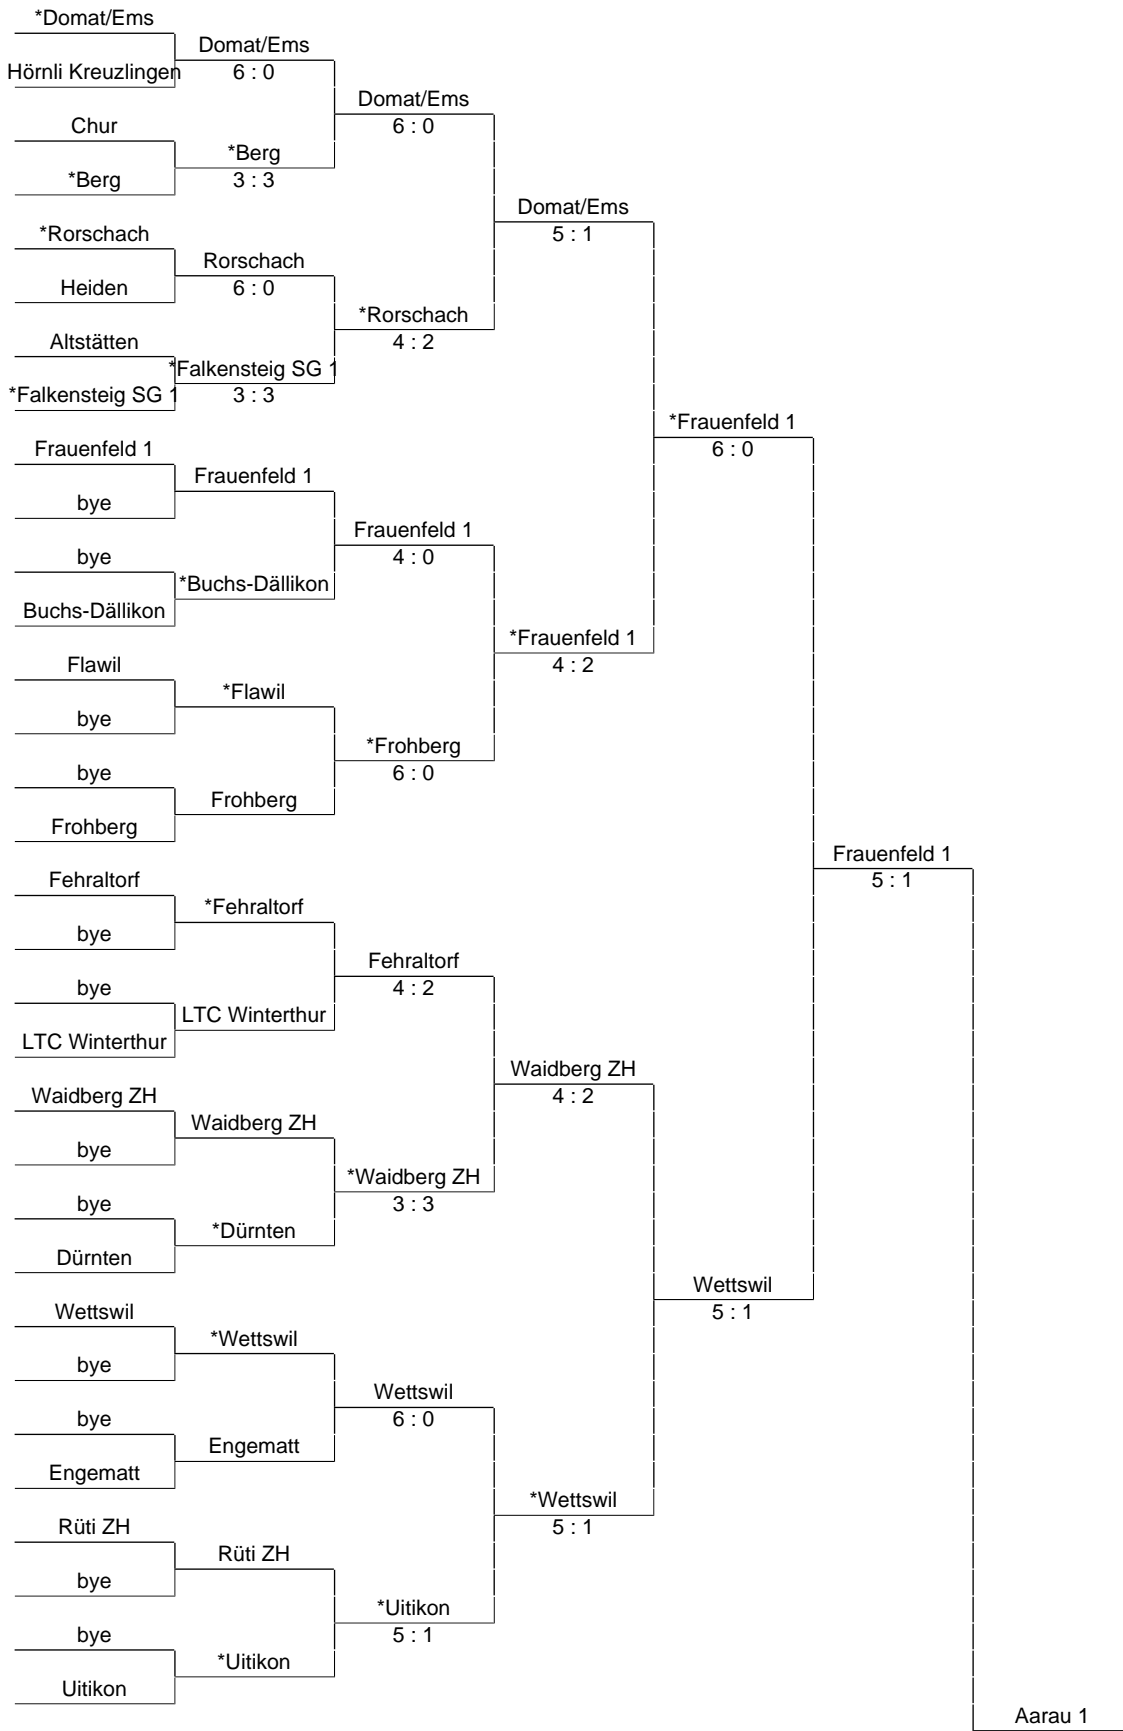 *Domat/Ems
Domat/Ems
Hörnli Kreuzlingen
6 : 0
Domat/Ems
Chur
6 : 0
*Berg
*Berg
3 : 3
Domat/Ems
*Rorschach
5 : 1
Rorschach
Heiden
6 : 0
*Rorschach
Altstätten
4 : 2
*Falkensteig SG 1
*Falkensteig SG 1
3 : 3
*Frauenfeld 1
Frauenfeld 1
6 : 0
Frauenfeld 1
bye
Frauenfeld 1
bye
4 : 0
*Buchs-Dällikon
Buchs-Dällikon
*Frauenfeld 1
Flawil
4 : 2
*Flawil
bye
*Frohberg
bye
6 : 0
Frohberg
Frohberg
Frauenfeld 1
Fehraltorf
5 : 1
*Fehraltorf
bye
Fehraltorf
bye
4 : 2
LTC Winterthur
LTC Winterthur
Waidberg ZH
Waidberg ZH
4 : 2
Waidberg ZH
bye
*Waidberg ZH
bye
3 : 3
*Dürnten
Dürnten
Wettswil
Wettswil
5 : 1
*Wettswil
bye
Wettswil
bye
6 : 0
Engematt
Engematt
*Wettswil
Rüti ZH
5 : 1
Rüti ZH
bye
*Uitikon
bye
5 : 1
*Uitikon
Uitikon
Aarau 1